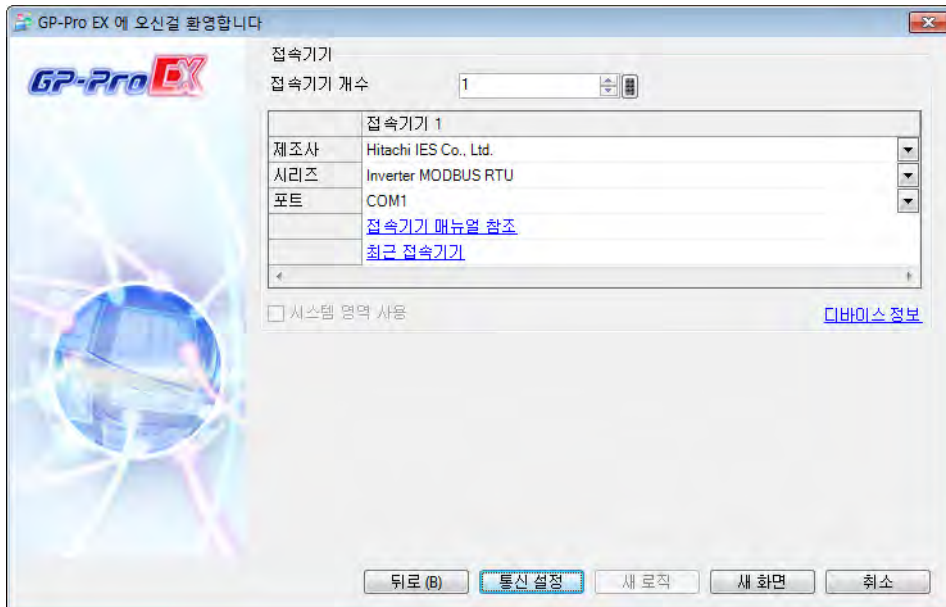 GP-Pro EX 에 오신걸 환영합니다
GP-Pro EX
접속기기
접속기기 개수 1
접속기기 1
제조사 Hitachi IES Co., Ltd.
시리즈 Inverter MODBUS RTU
포트 COM1
접속기기 매뉴얼 참조
최근 접속기기
시스템 영역 사용 디바이스 정보
뒤로 (B) 통신 설정 새 로직 새 화면 취소